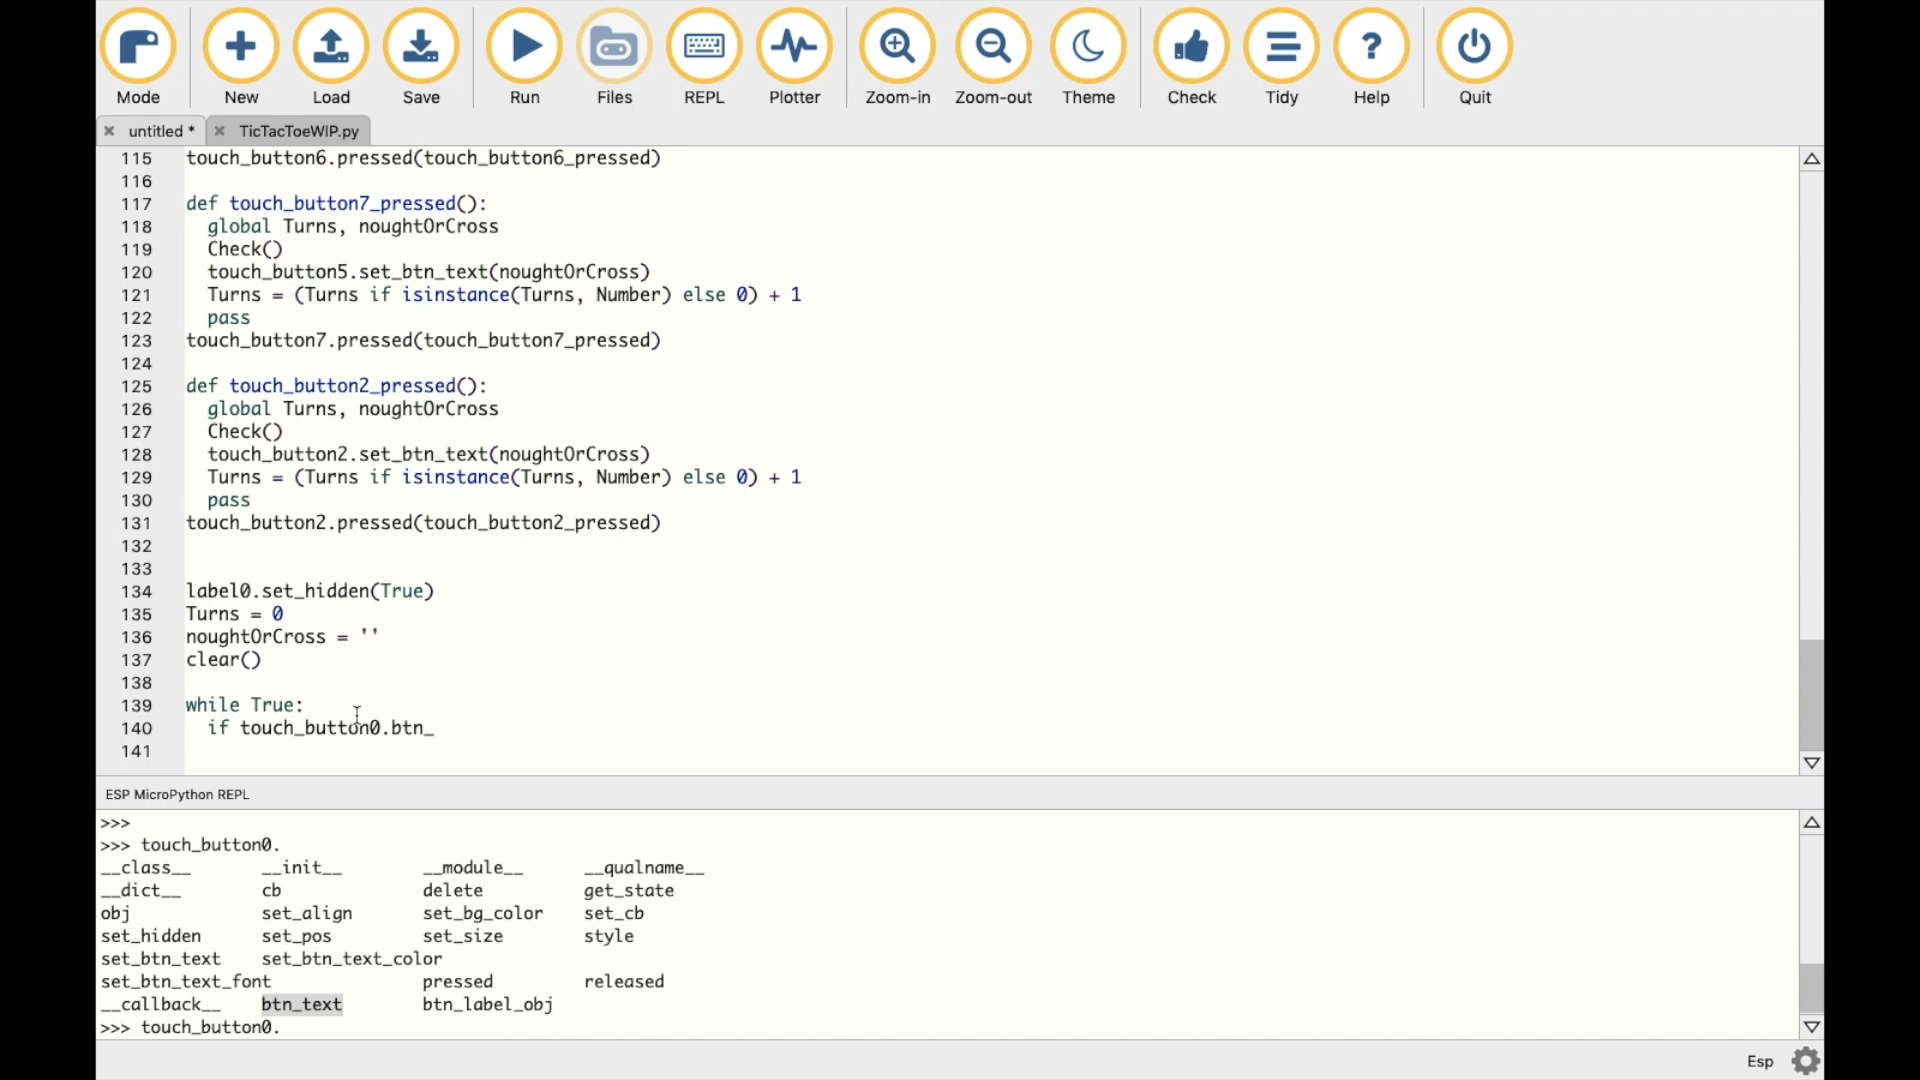 Mode New Load Save Run Files REPL Plotter Zoom-in Zoom-out Theme Check Tidy Help Quit
untitled * TicTacToeWIP.py
115 touch_button6.pressed(touch_button6_pressed)
116
117 def touch_button7_pressed():
118 global Turns, noughtOrCross
119 Check()
120 touch_button5.set_btn_text(noughtOrCross)
121 Turns = (Turns if isinstance(Turns, Number) else 0) + 1
122 pass
123 touch_button7.pressed(touch_button7_pressed)
124
125 def touch_button2_pressed():
126 global Turns, noughtOrCross
127 Check()
128 touch_button2.set_btn_text(noughtOrCross)
129 Turns = (Turns if isinstance(Turns, Number) else 0) + 1
130 pass
131 touch_button2.pressed(touch_button2_pressed)
132
133
134 label0.set_hidden(True)
135 Turns = 0
136 noughtOrCross = ''
137 clear()
138
139 while True:
140 if touch_button0.btn_
141
ESP MicroPython REPL
>>>
>>> touch_button0.
__class__ __init__ __module__ __qualname__
__dict__ cb delete get_state
obj set_align set_bg_color set_cb
set_hidden set_pos set_size style
set_btn_text set_btn_text_color
set_btn_text_font pressed released
__callback__ btn_text btn_label_obj
>>> touch_button0.
Esp